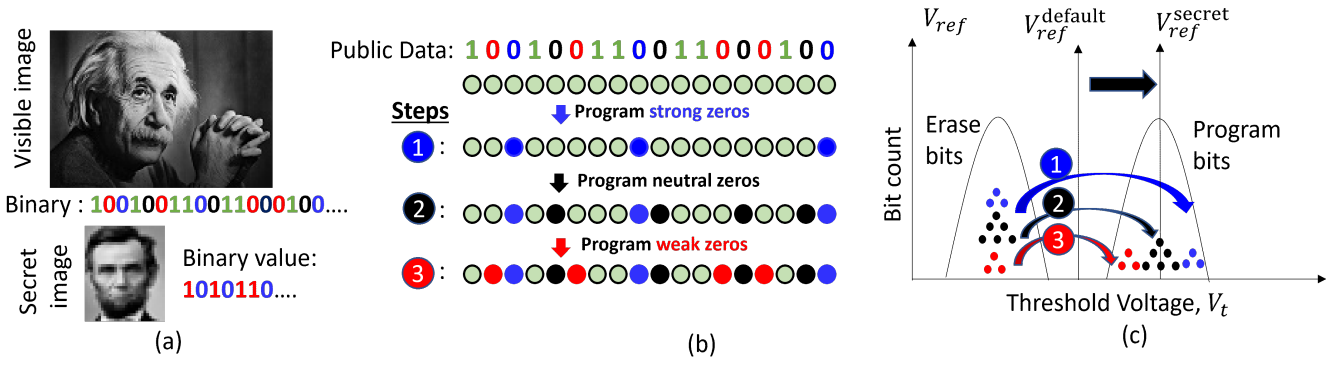 Visible image
Binary : 100100110011000100....
Secret image
Binary value:
1010110....
(a)
Public Data: 1 0 0 1 0 0 1 1 0 0 1 1 0 0 0 1 0 0
Steps
Program strong zeros
1 :
Program neutral zeros
2 :
Program weak zeros
3 :
(b)
V_ref
V_ref^default
V_ref^secret
Bit count
Erase bits
Program bits
1
2
3
Threshold Voltage, V_t
(c)